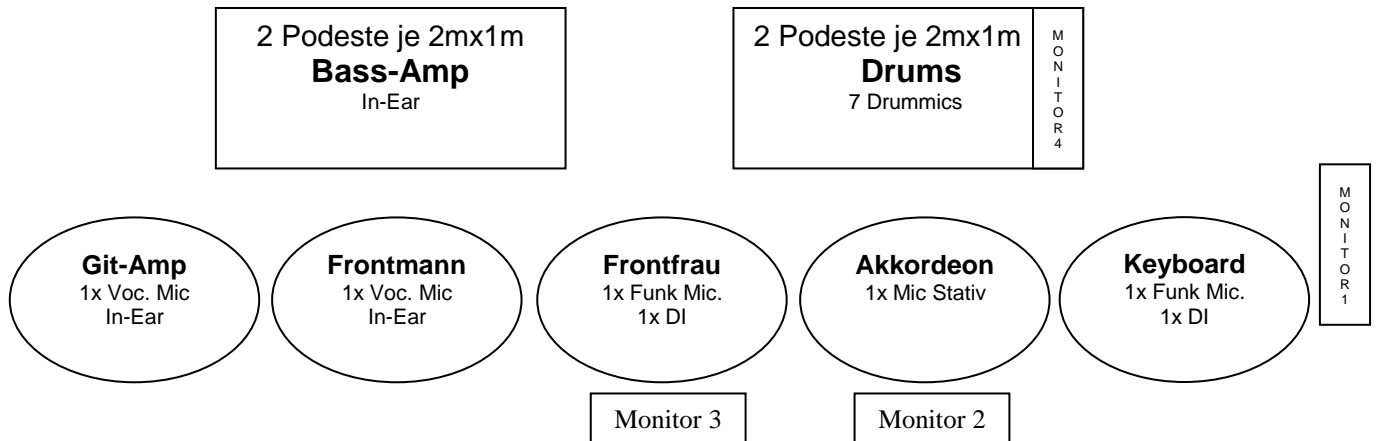 2 Podeste je 2mx1m
Bass-Amp
In-Ear
2 Podeste je 2mx1m
Drums
7 Drummics
MONITOR4
MONITOR1
Git-Amp
1x Voc. Mic
In-Ear
Frontmann
1x Voc. Mic
In-Ear
Frontfrau
1x Funk Mic.
1x DI
Akkordeon
1x Mic Stativ
Keyboard
1x Funk Mic.
1x DI
Monitor 3
Monitor 2